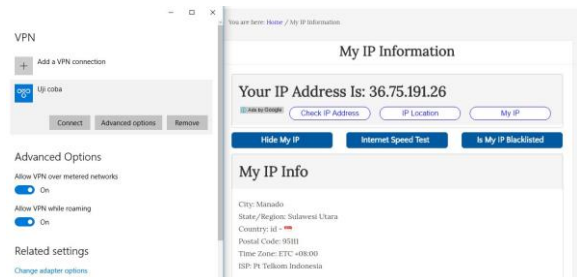 VPN
Add a VPN connection
Uji coba
Connect Advanced options Remove
Advanced Options
Allow VPN over metered networks
On
Allow VPN while roaming
On
Related settings
Change adapter options
You are here: Home / My IP Information
My IP Information
Your IP Address Is: 36.75.191.26
Ads by Google Check IP Address IP Location My IP
Hide My IP Internet Speed Test Is My IP Blacklisted
My IP Info
City: Manado
State/Region: Sulawesi Utara
Country: id -
Postal Code: 95111
Time Zone: ETC +08:00
ISP: Pt Telkom Indonesia